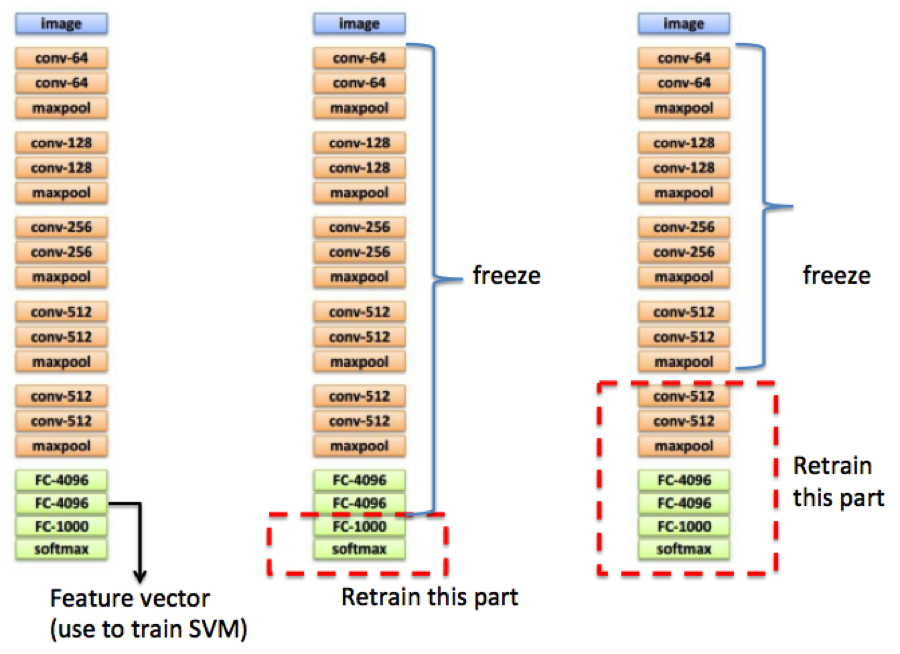 image
conv-64
conv-64
maxpool
conv-128
conv-128
maxpool
conv-256
conv-256
maxpool
conv-512
conv-512
maxpool
conv-512
conv-512
maxpool
FC-4096
FC-4096
FC-1000
softmax
Feature vector
(use to train SVM)
image
conv-64
conv-64
maxpool
conv-128
conv-128
maxpool
conv-256
conv-256
maxpool
conv-512
conv-512
maxpool
conv-512
conv-512
maxpool
FC-4096
FC-4096
FC-1000
softmax
freeze
Retrain this part
image
conv-64
conv-64
maxpool
conv-128
conv-128
maxpool
conv-256
conv-256
maxpool
conv-512
conv-512
maxpool
conv-512
conv-512
maxpool
FC-4096
FC-4096
FC-1000
softmax
freeze
Retrain
this part